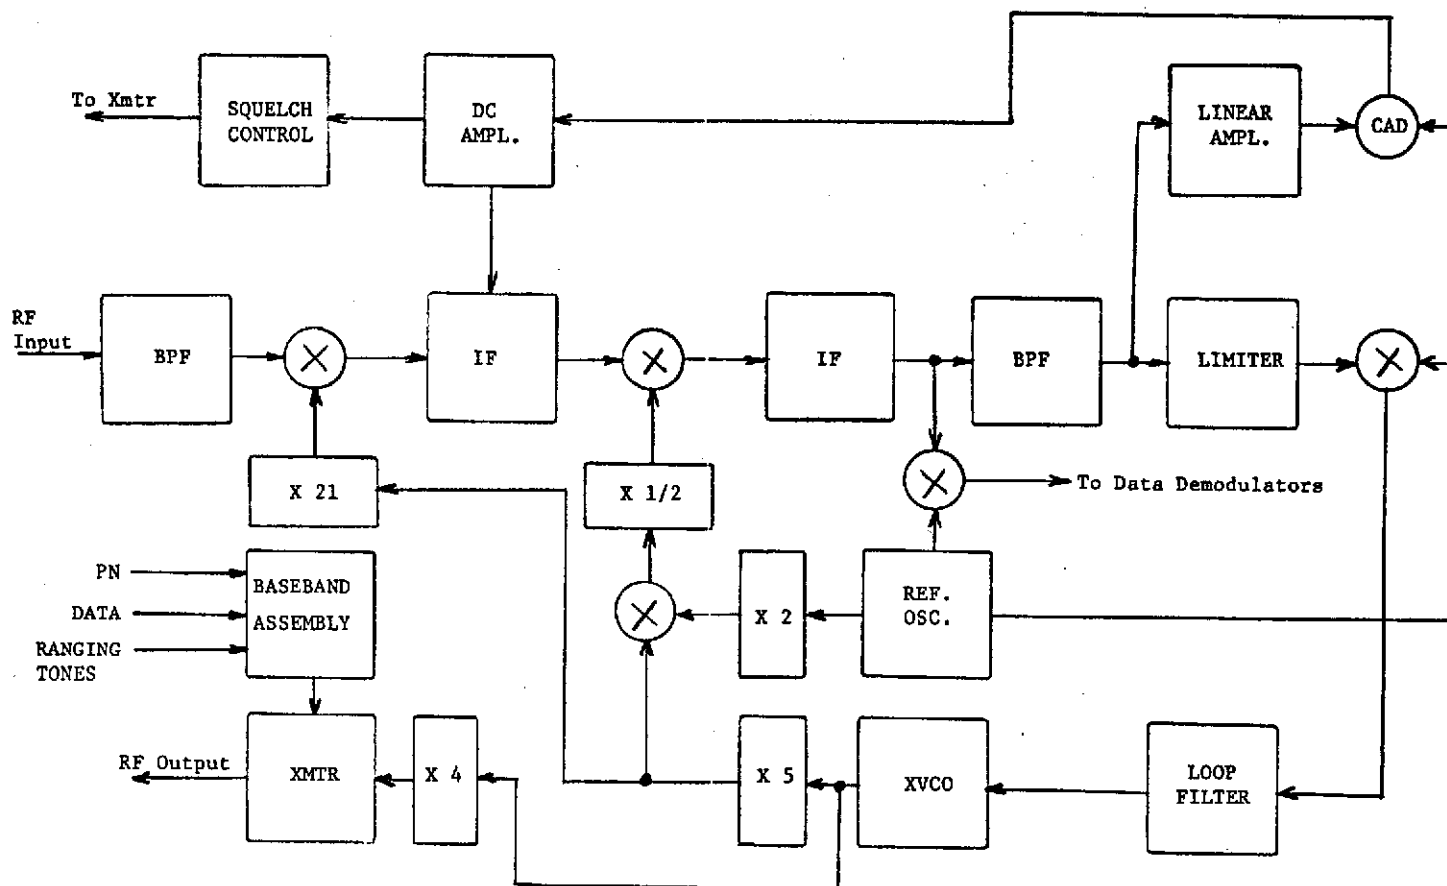 To Xmtr
SQUELCH
CONTROL
DC
AMPL.
LINEAR
AMPL.
CAD
RF
Input
BPF
IF
IF
BPF
LIMITER
X 21
X 1/2
To Data Demodulators
PN
DATA
RANGING
TONES
BASEBAND
ASSEMBLY
X 2
REF.
OSC.
RF Output
XMTR
X 4
X 5
XVCO
LOOP
FILTER